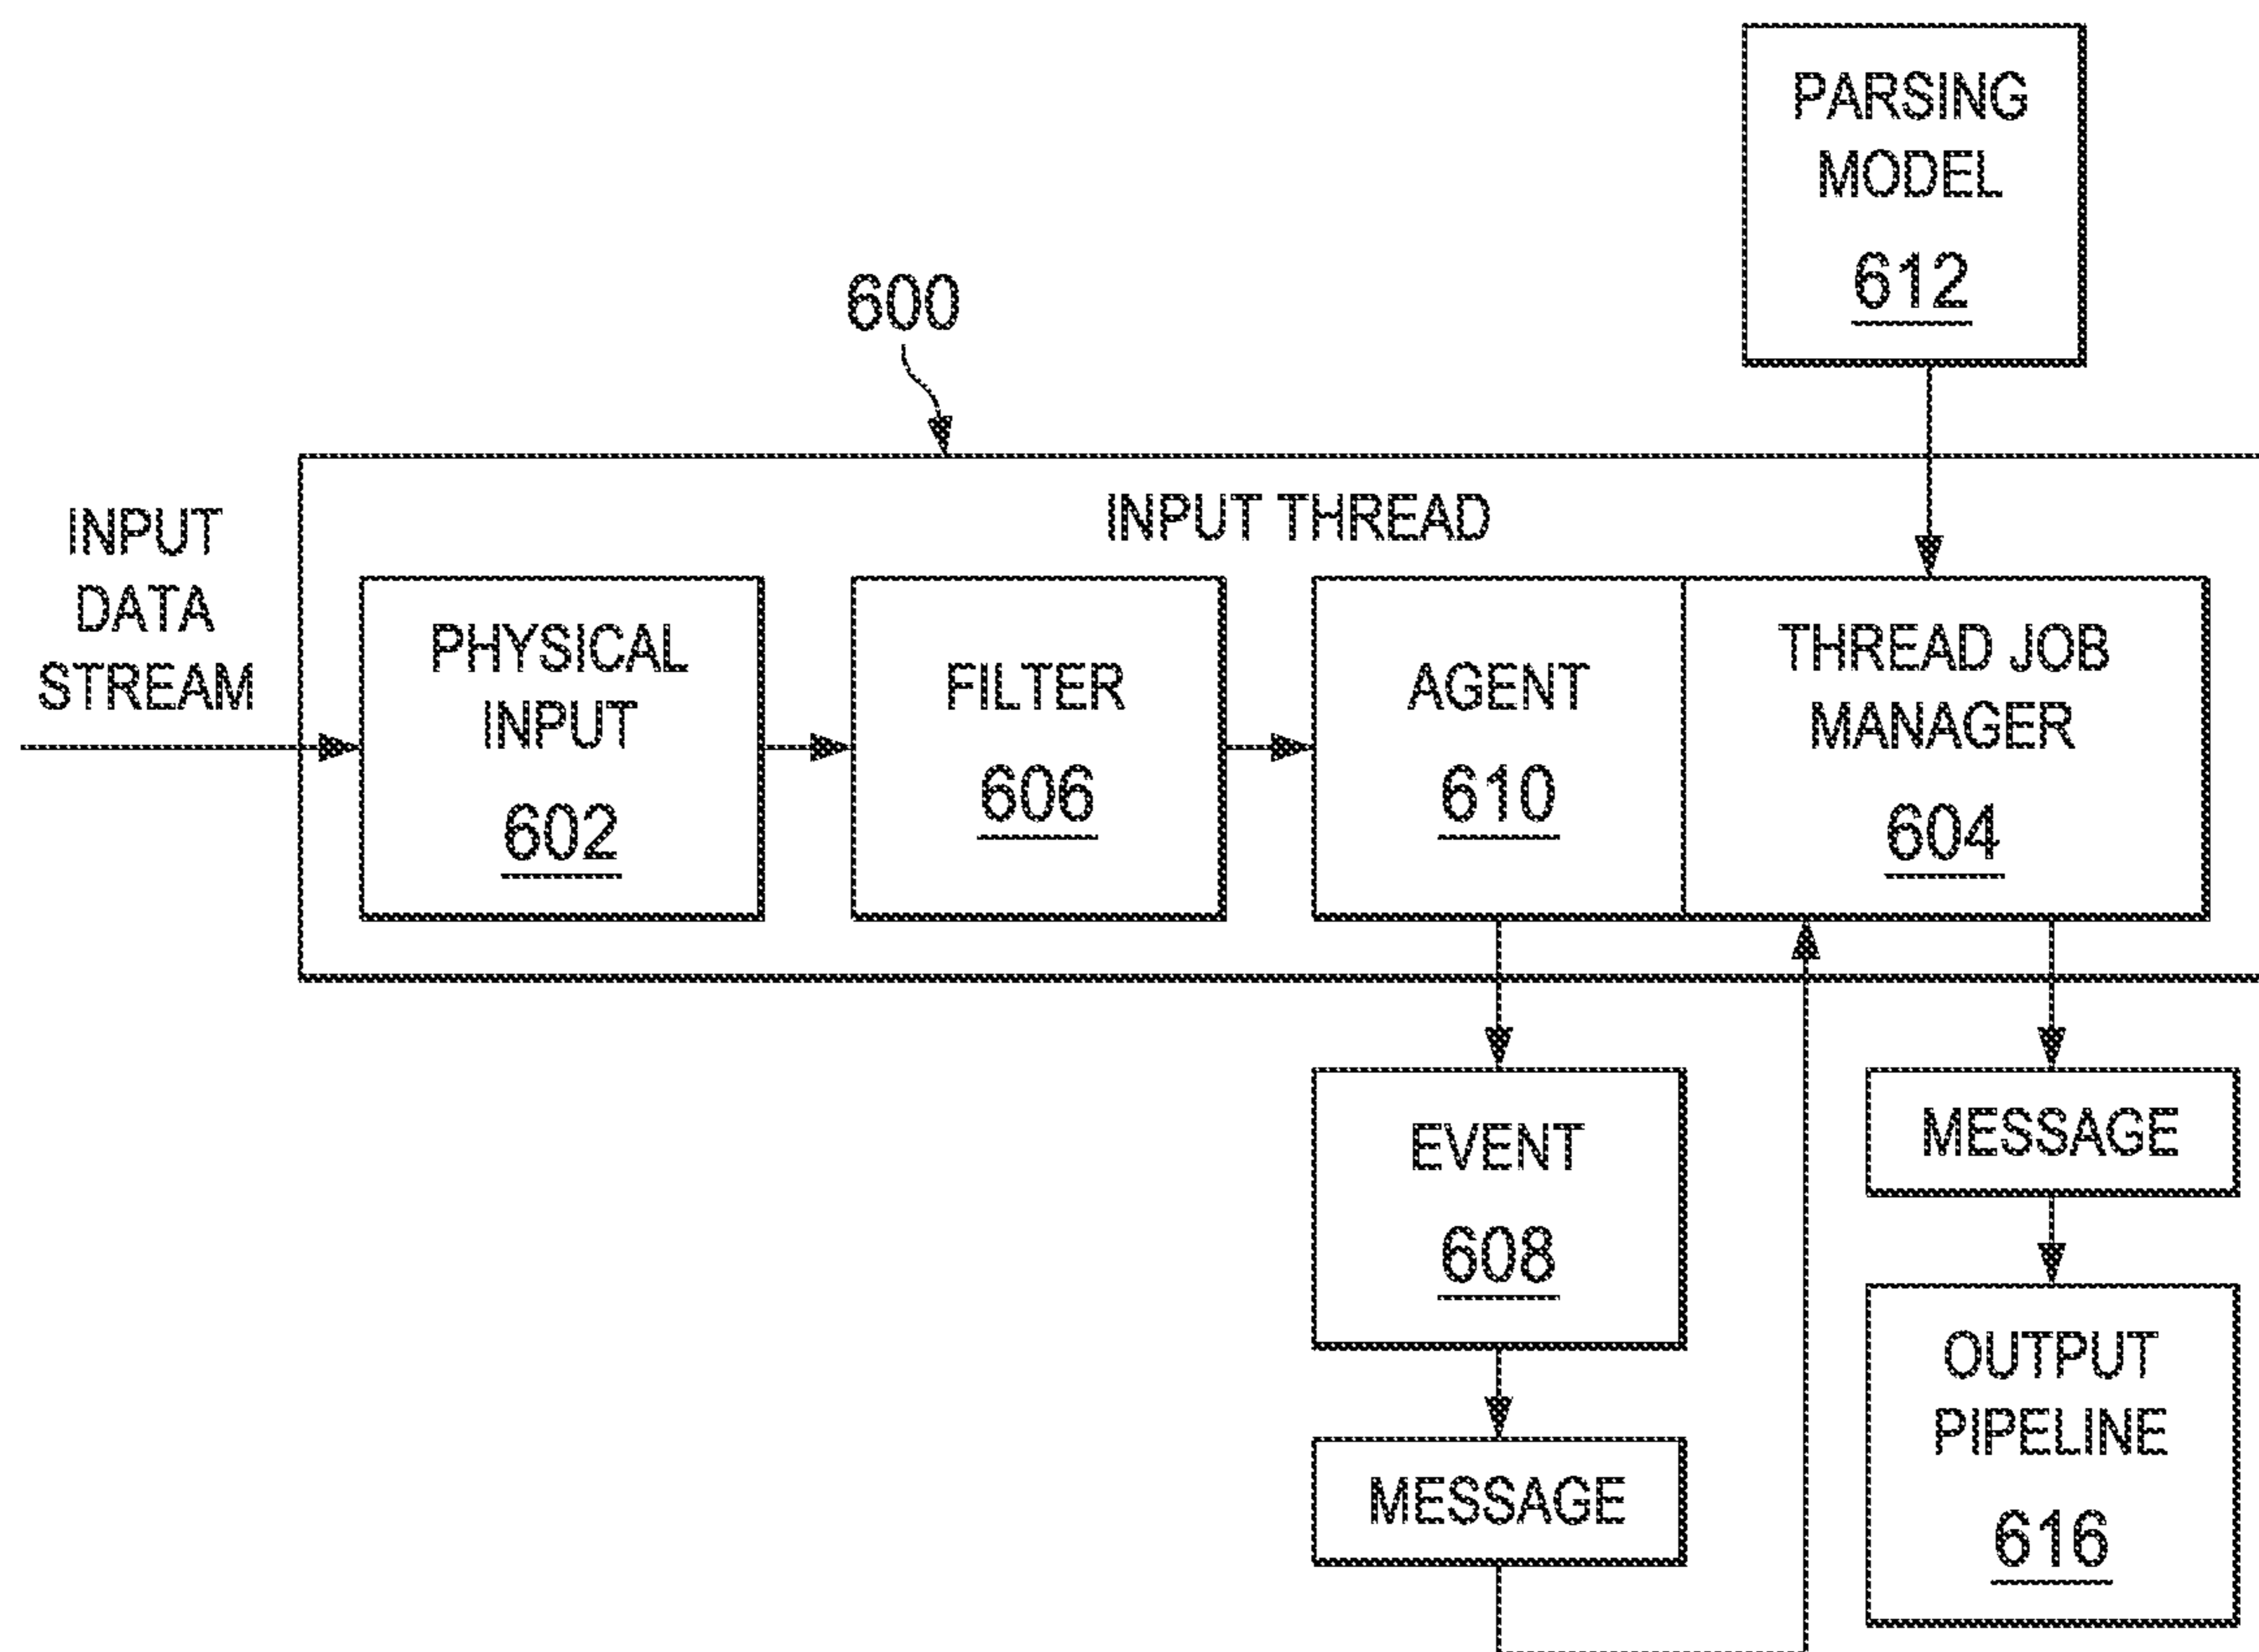 PARSING
MODEL
612
600
INPUT THREAD
INPUT
DATA
STREAM
PHYSICAL
INPUT
602
FILTER
606
AGENT
610
THREAD JOB
MANAGER
604
EVENT
608
MESSAGE
MESSAGE
OUTPUT
PIPELINE
616